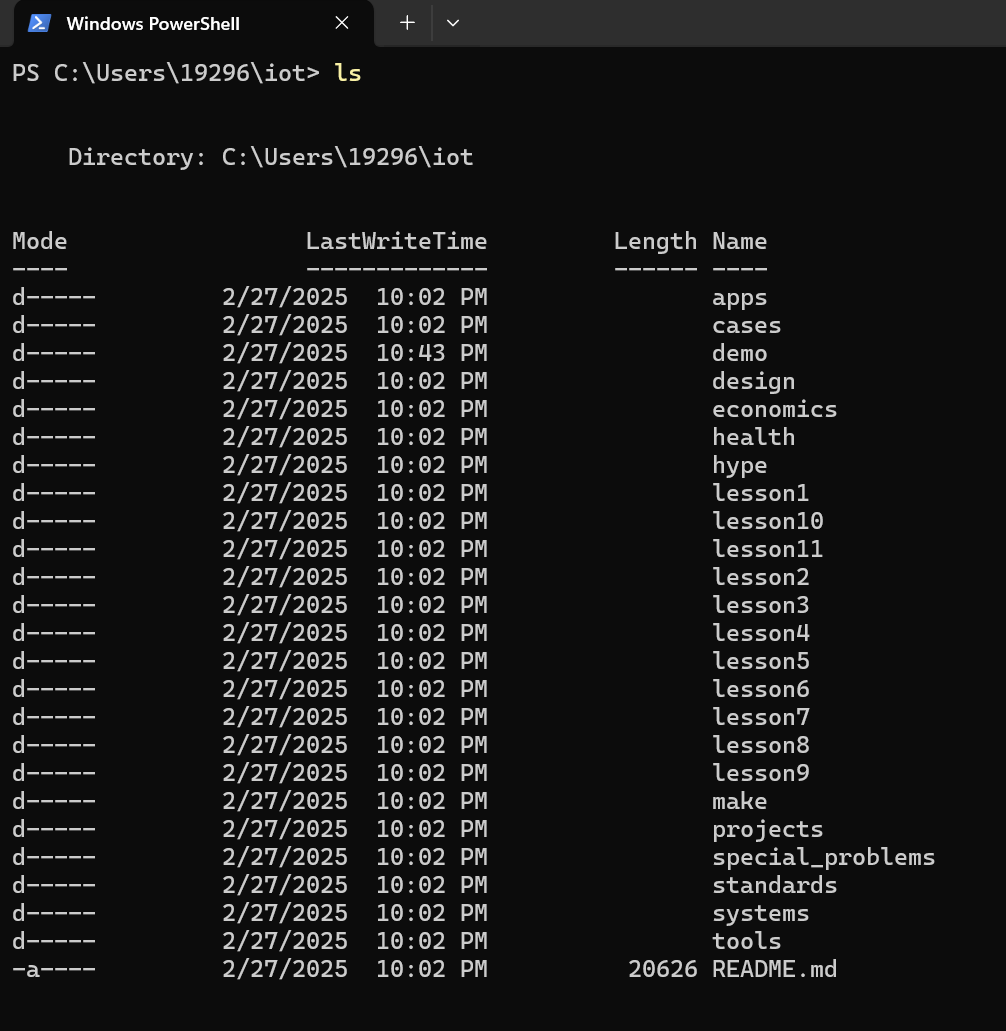 Windows PowerShell
PS C:\Users\19296\iot> ls
    Directory: C:\Users\19296\iot
Mode                 LastWriteTime         Length Name
----                 -------------         ------ ----
d-----         2/27/2025  10:02 PM                apps
d-----         2/27/2025  10:02 PM                cases
d-----         2/27/2025  10:43 PM                demo
d-----         2/27/2025  10:02 PM                design
d-----         2/27/2025  10:02 PM                economics
d-----         2/27/2025  10:02 PM                health
d-----         2/27/2025  10:02 PM                hype
d-----         2/27/2025  10:02 PM                lesson1
d-----         2/27/2025  10:02 PM                lesson10
d-----         2/27/2025  10:02 PM                lesson11
d-----         2/27/2025  10:02 PM                lesson2
d-----         2/27/2025  10:02 PM                lesson3
d-----         2/27/2025  10:02 PM                lesson4
d-----         2/27/2025  10:02 PM                lesson5
d-----         2/27/2025  10:02 PM                lesson6
d-----         2/27/2025  10:02 PM                lesson7
d-----         2/27/2025  10:02 PM                lesson8
d-----         2/27/2025  10:02 PM                lesson9
d-----         2/27/2025  10:02 PM                make
d-----         2/27/2025  10:02 PM                projects
d-----         2/27/2025  10:02 PM                special_problems
d-----         2/27/2025  10:02 PM                standards
d-----         2/27/2025  10:02 PM                systems
d-----         2/27/2025  10:02 PM                tools
-a----         2/27/2025  10:02 PM          20626 README.md